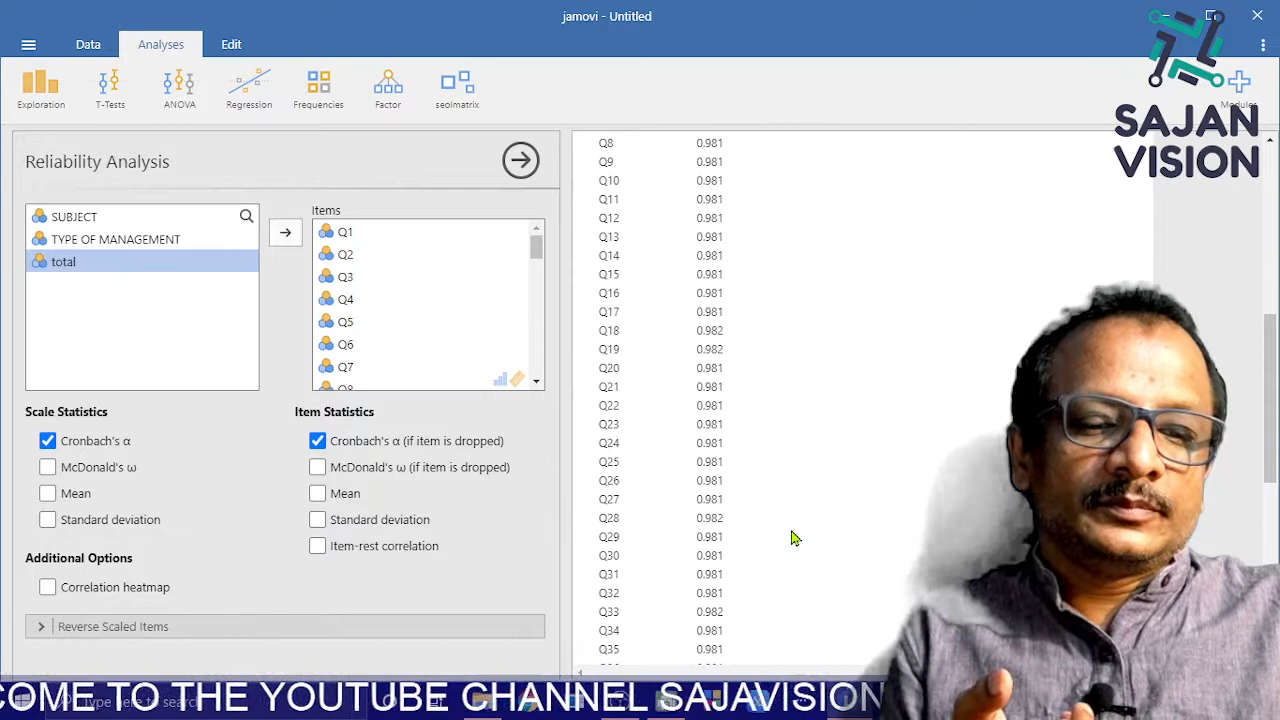 jamovi - Untitled
Data
Analyses
Edit
Exploration
T-Tests
ANOVA
Regression
Frequencies
Factor
seolmatrix
Modules
SAJAN
VISION
Reliability Analysis
SUBJECT
TYPE OF MANAGEMENT
total
Items
Q1
Q2
Q3
Q4
Q5
Q6
Q7
Q8
Scale Statistics
Cronbach's α
McDonald's ω
Mean
Standard deviation
Additional Options
Correlation heatmap
Item Statistics
Cronbach's α (if item is dropped)
McDonald's ω (if item is dropped)
Mean
Standard deviation
Item-rest correlation
Reverse Scaled Items
Q8 0.981
Q9 0.981
Q10 0.981
Q11 0.981
Q12 0.981
Q13 0.981
Q14 0.981
Q15 0.981
Q16 0.981
Q17 0.981
Q18 0.982
Q19 0.982
Q20 0.981
Q21 0.981
Q22 0.981
Q23 0.981
Q24 0.981
Q25 0.981
Q26 0.981
Q27 0.981
Q28 0.982
Q29 0.981
Q30 0.981
Q31 0.981
Q32 0.981
Q33 0.982
Q34 0.981
Q35 0.981
COME TO THE YOUTUBE CHANNEL SAJAVISION
Type here to search